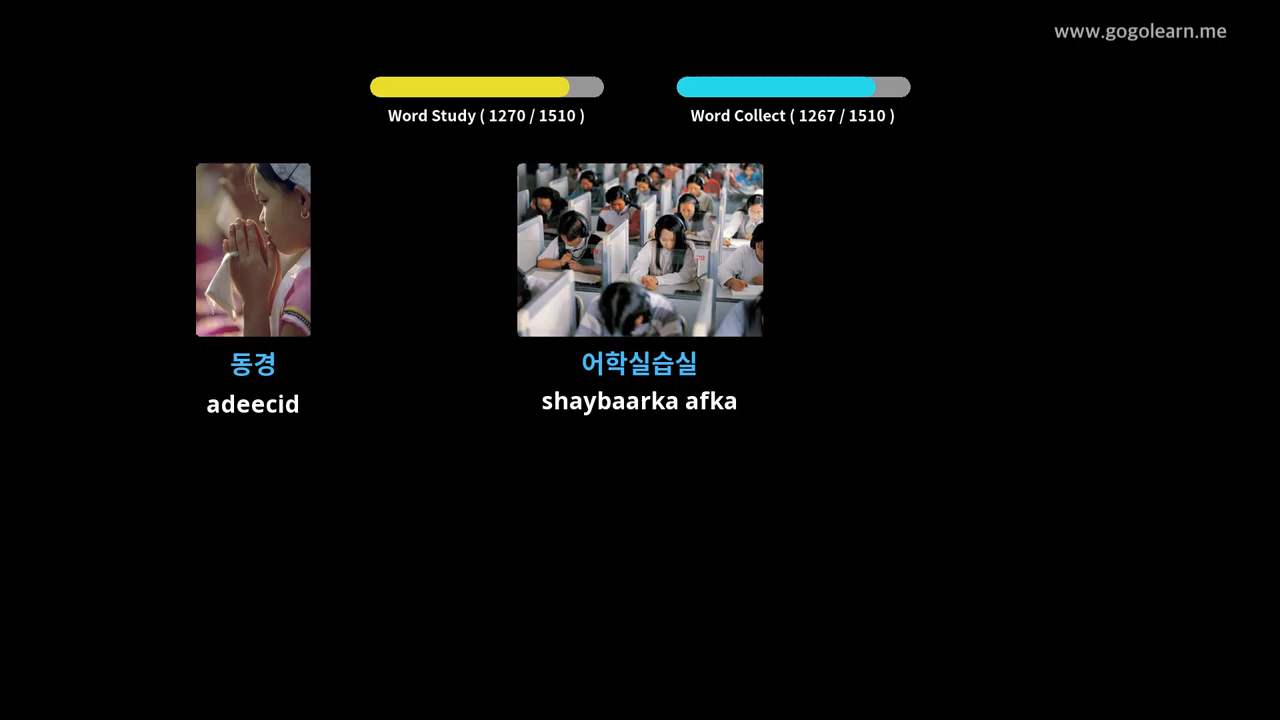 www.gogolearn.me
Word Study ( 1270 / 1510 )
Word Collect ( 1267 / 1510 )
동경
adeecid
어학실습실
shaybaarka afka